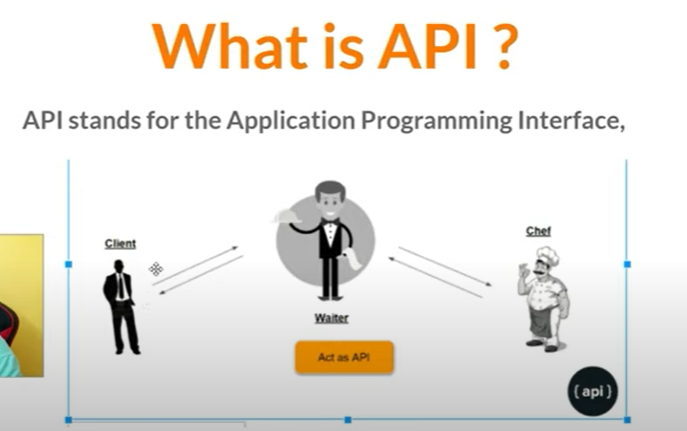 What is API ?
API stands for the Application Programming Interface,
Client
Chef
Waiter
Act as API
{ api }